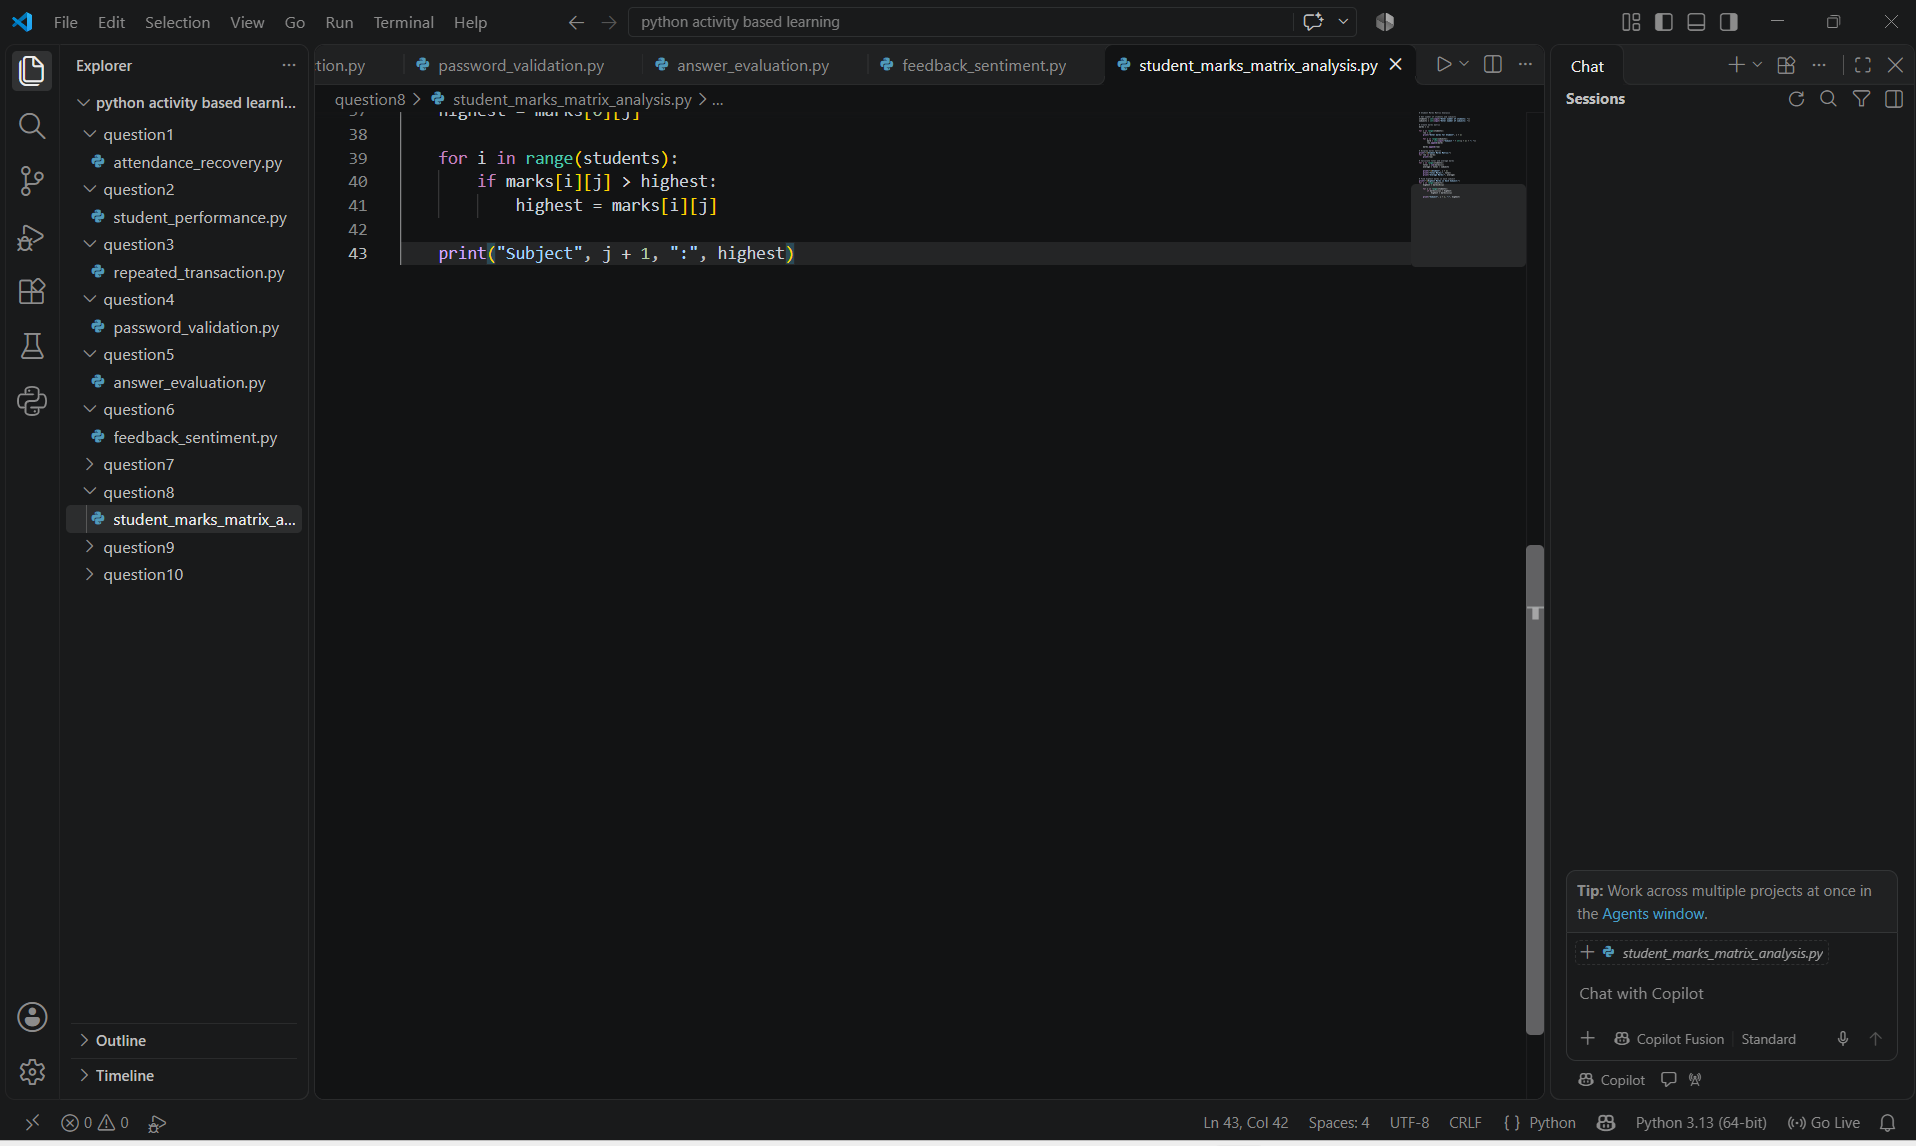 File Edit Selection View Go Run Terminal Help
python activity based learning
Explorer
python activity based learni...
question1
attendance_recovery.py
question2
student_performance.py
question3
repeated_transaction.py
question4
password_validation.py
question5
answer_evaluation.py
question6
feedback_sentiment.py
question7
question8
student_marks_matrix_a...
question9
question10
Outline
Timeline
tion.py password_validation.py answer_evaluation.py feedback_sentiment.py student_marks_matrix_analysis.py
question8 > student_marks_matrix_analysis.py > ...
37 highest = marks[0][j]
38
39 for i in range(students):
40 if marks[i][j] > highest:
41 highest = marks[i][j]
42
43 print("Subject", j + 1, ":", highest)
Chat
Sessions
Tip: Work across multiple projects at once in
the Agents window.
student_marks_matrix_analysis.py
Chat with Copilot
Copilot Fusion Standard
Copilot
0 0
Ln 43, Col 42 Spaces: 4 UTF-8 CRLF { } Python Python 3.13 (64-bit) Go Live